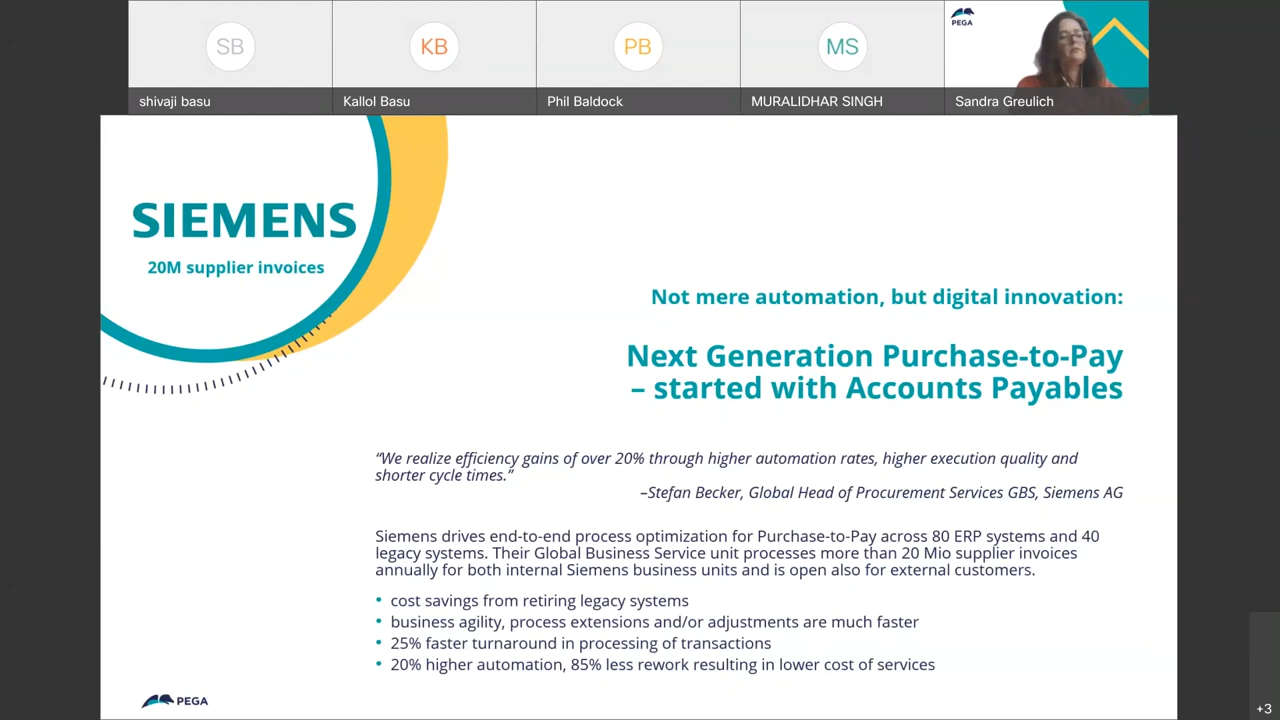 SB
KB
PB
MS
PEGA
shivaji basu
Kallol Basu
Phil Baldock
MURALIDHAR SINGH
Sandra Greulich
SIEMENS
20M supplier invoices
Not mere automation, but digital innovation:
Next Generation Purchase-to-Pay
– started with Accounts Payables
“We realize efficiency gains of over 20% through higher automation rates, higher execution quality and
shorter cycle times.”
–Stefan Becker, Global Head of Procurement Services GBS, Siemens AG
Siemens drives end-to-end process optimization for Purchase-to-Pay across 80 ERP systems and 40
legacy systems. Their Global Business Service unit processes more than 20 Mio supplier invoices
annually for both internal Siemens business units and is open also for external customers.
• cost savings from retiring legacy systems
• business agility, process extensions and/or adjustments are much faster
• 25% faster turnaround in processing of transactions
• 20% higher automation, 85% less rework resulting in lower cost of services
PEGA
+3